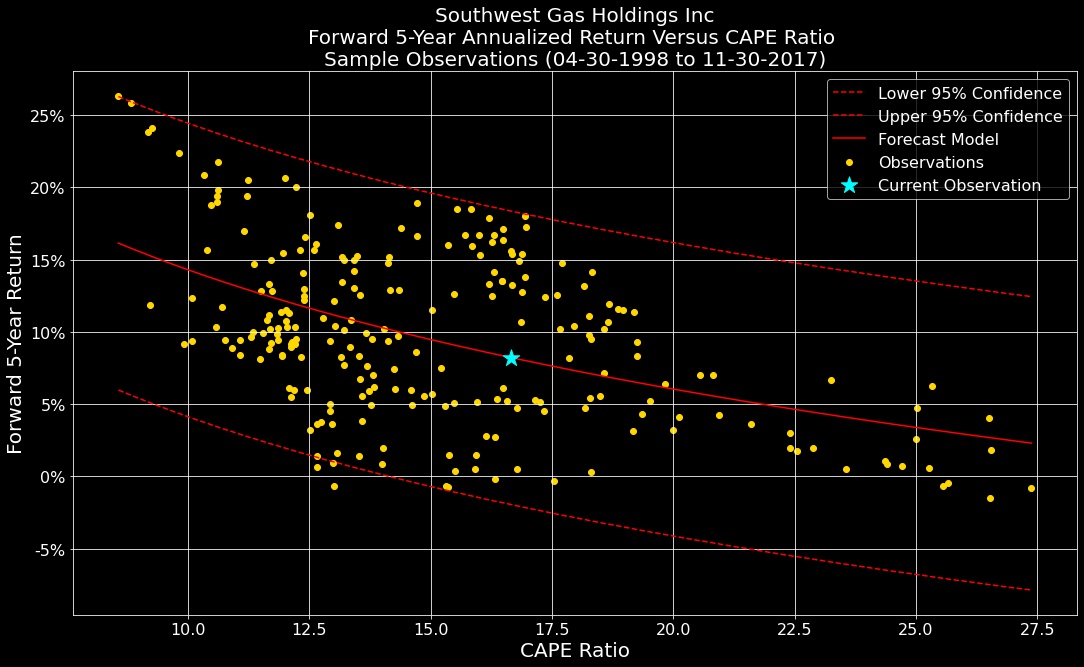 Southwest Gas Holdings Inc
Forward 5-Year Annualized Return Versus CAPE Ratio
Sample Observations (04-30-1998 to 11-30-2017)
Lower 95% Confidence
Upper 95% Confidence
Forecast Model
Observations
Current Observation
Forward 5-Year Return
25%
20%
15%
10%
5%
0%
-5%
10.0 12.5 15.0 17.5 20.0 22.5 25.0 27.5
CAPE Ratio